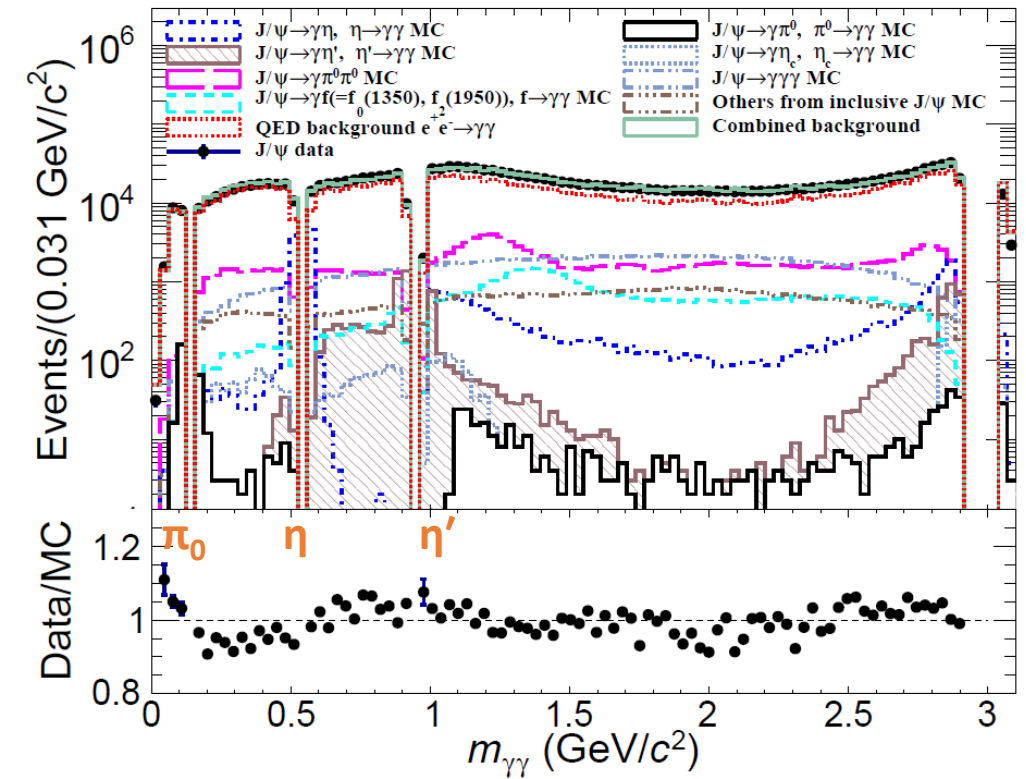 Events/(0.031 GeV/c²)
10⁶
10⁴
10²
1
J/ψ→γη, η→γγ MC
J/ψ→γη', η'→γγ MC
J/ψ→γπ⁰π⁰ MC
J/ψ→γf(=f₀(1350), f₂(1950)), f→γγ MC
QED background e⁺e⁻→γγ
J/ψ data
J/ψ→γπ⁰, π⁰→γγ MC
J/ψ→γη_c, η_c→γγ MC
J/ψ→γγγ MC
Others from inclusive J/ψ MC
Combined background
Data/MC
π₀ η η′
1.2
1
0.8
0 0.5 1 1.5 2 2.5 3
m_γγ (GeV/c²)